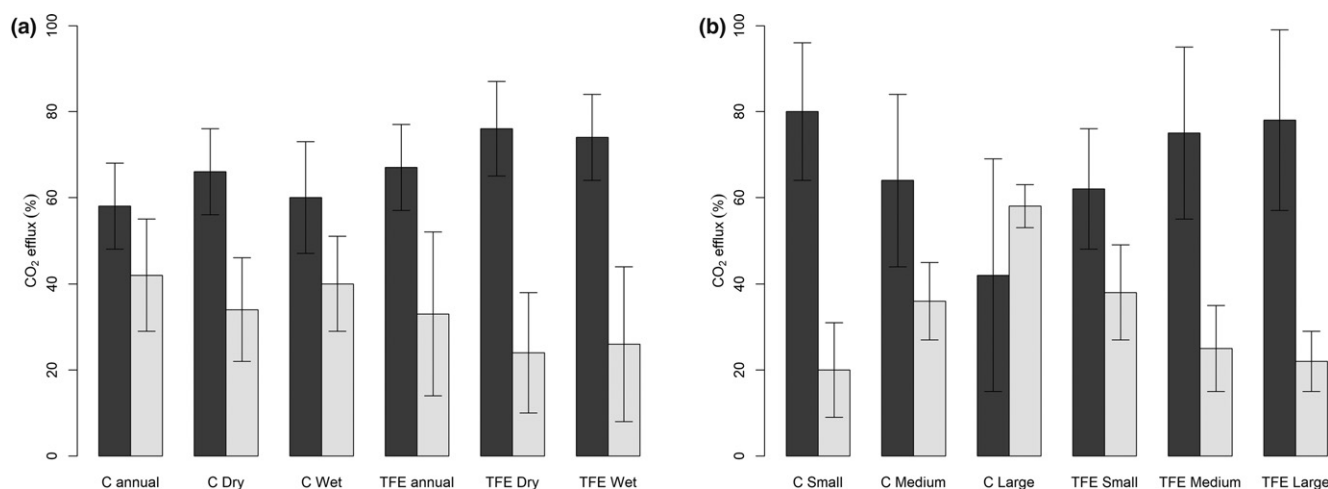 (a)
CO₂ efflux (%)
100
80
60
40
20
0
C annual C Dry C Wet TFE annual TFE Dry TFE Wet
(b)
CO₂ efflux (%)
100
80
60
40
20
0
C Small C Medium C Large TFE Small TFE Medium TFE Large